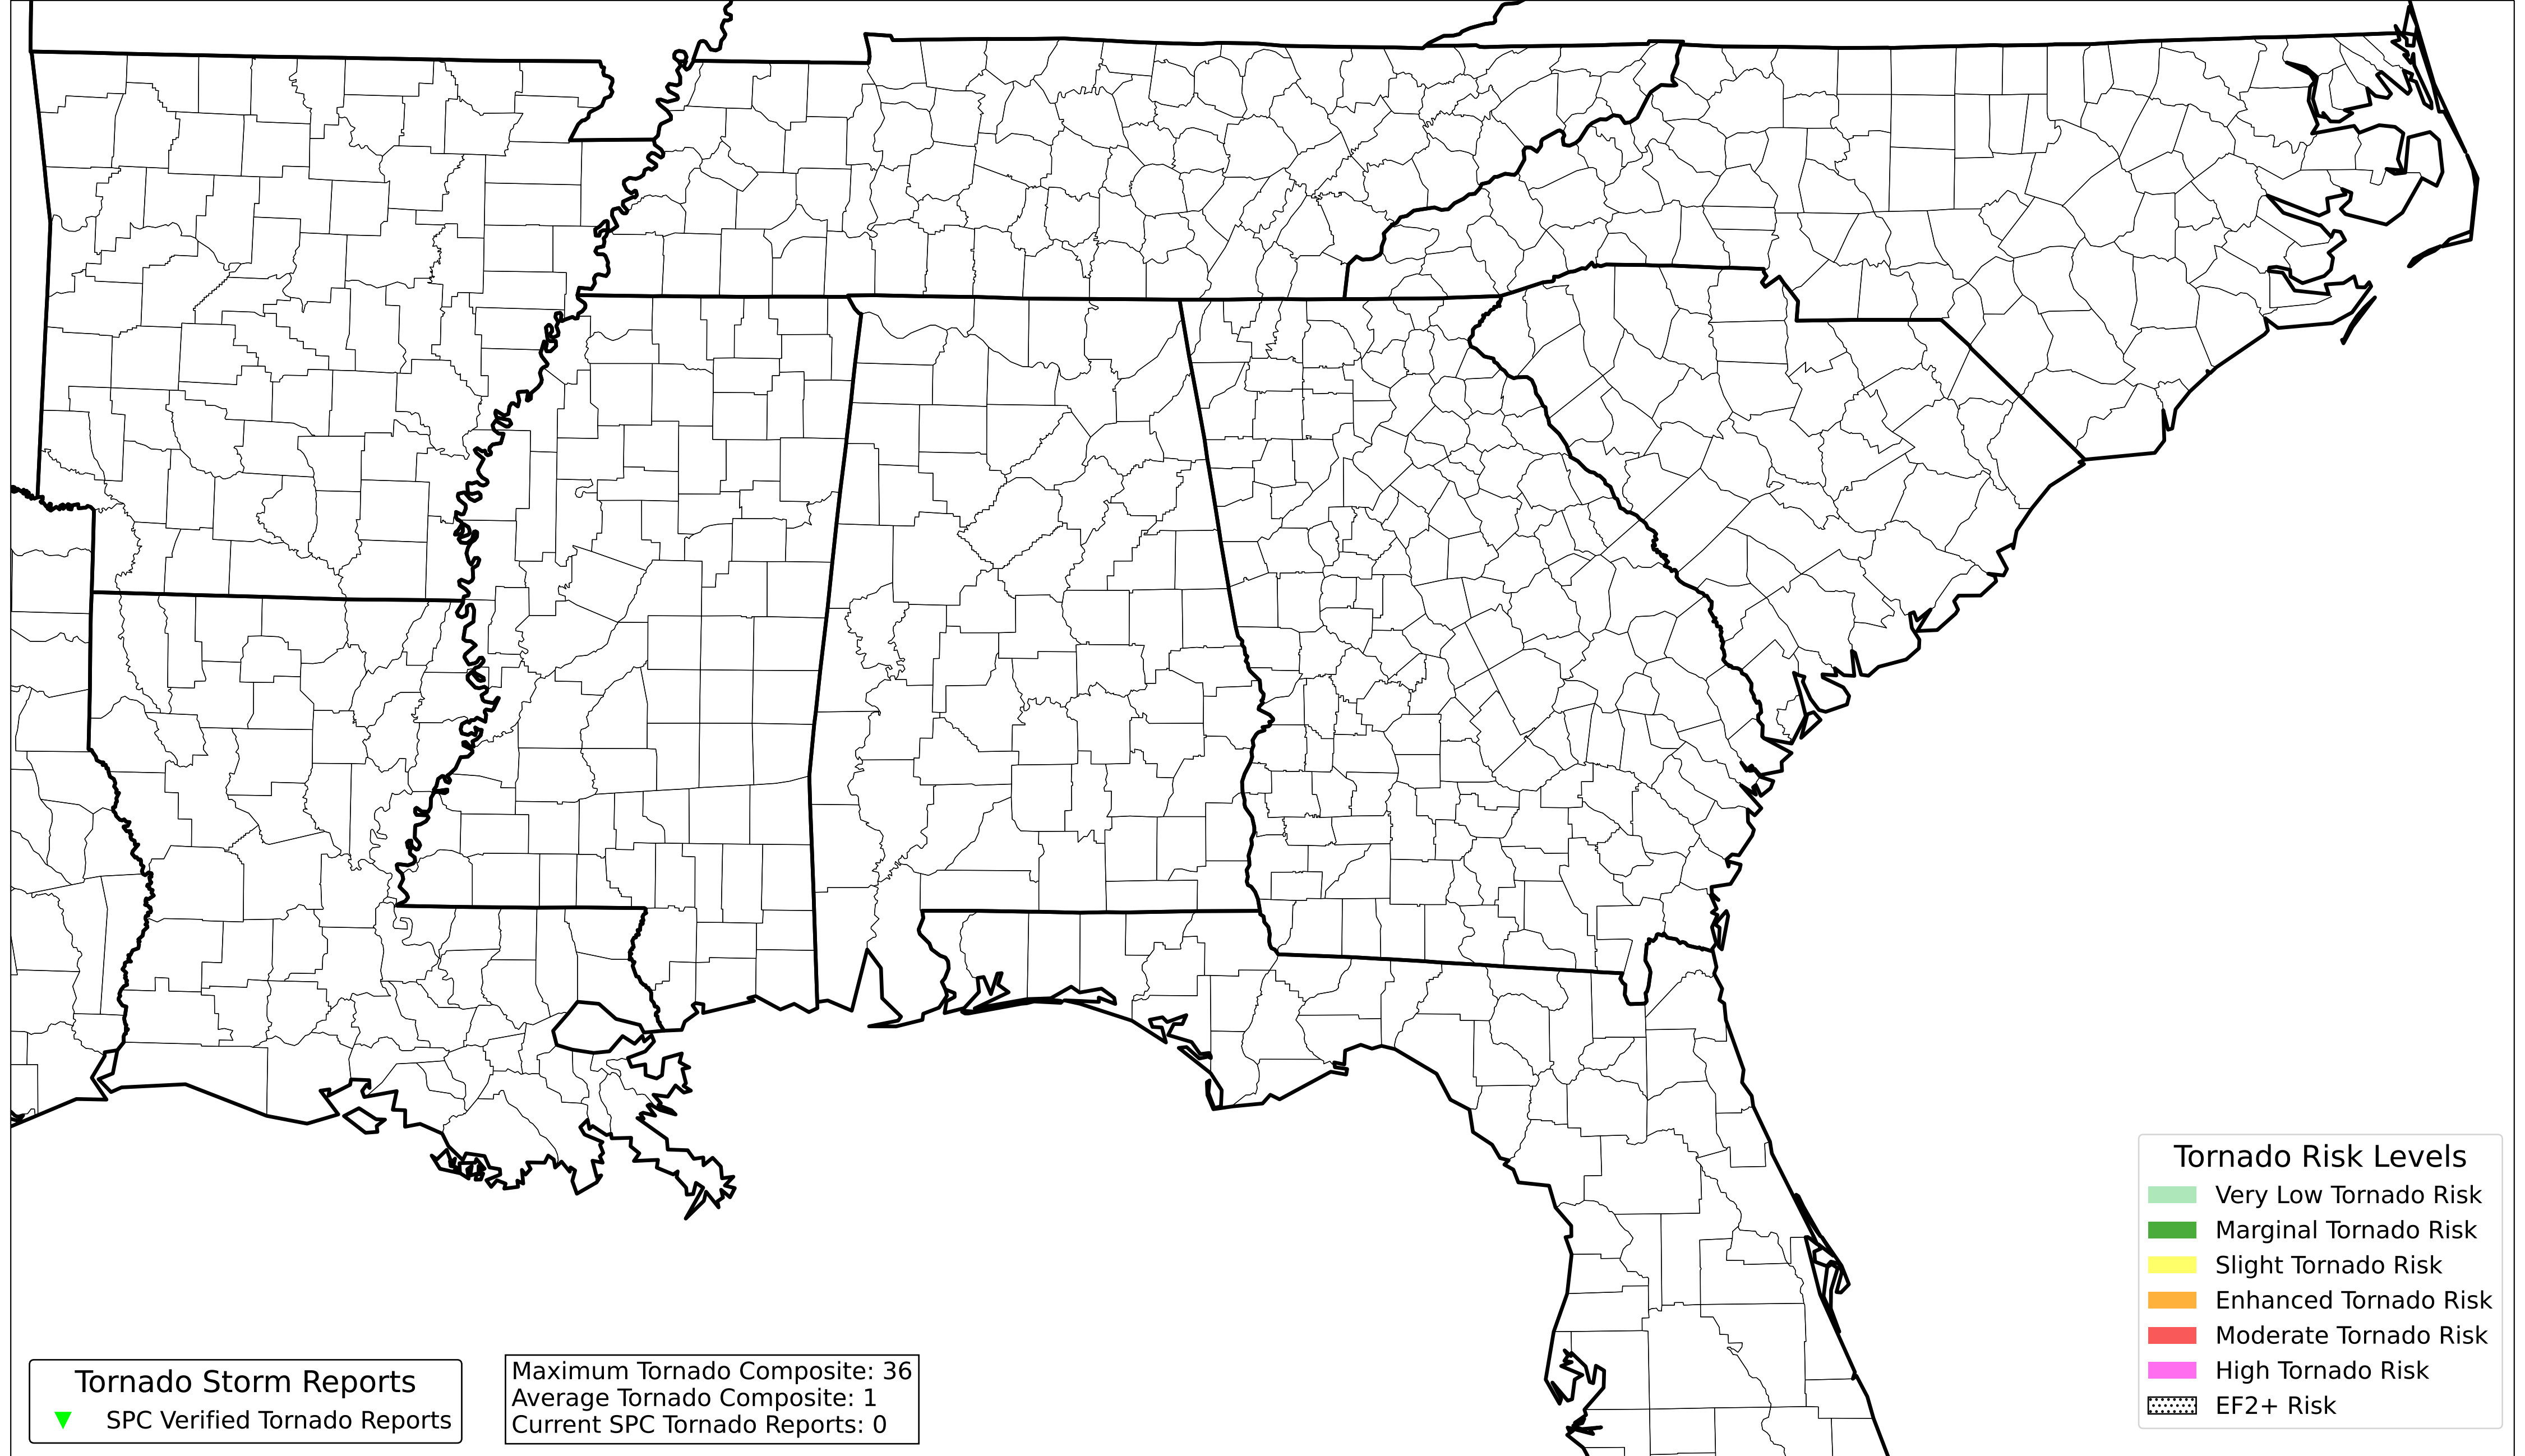 Tornado Risk Levels
Very Low Tornado Risk
Marginal Tornado Risk
Slight Tornado Risk
Enhanced Tornado Risk
Moderate Tornado Risk
High Tornado Risk
EF2+ Risk
Tornado Storm Reports
SPC Verified Tornado Reports
Maximum Tornado Composite: 36
Average Tornado Composite: 1
Current SPC Tornado Reports: 0